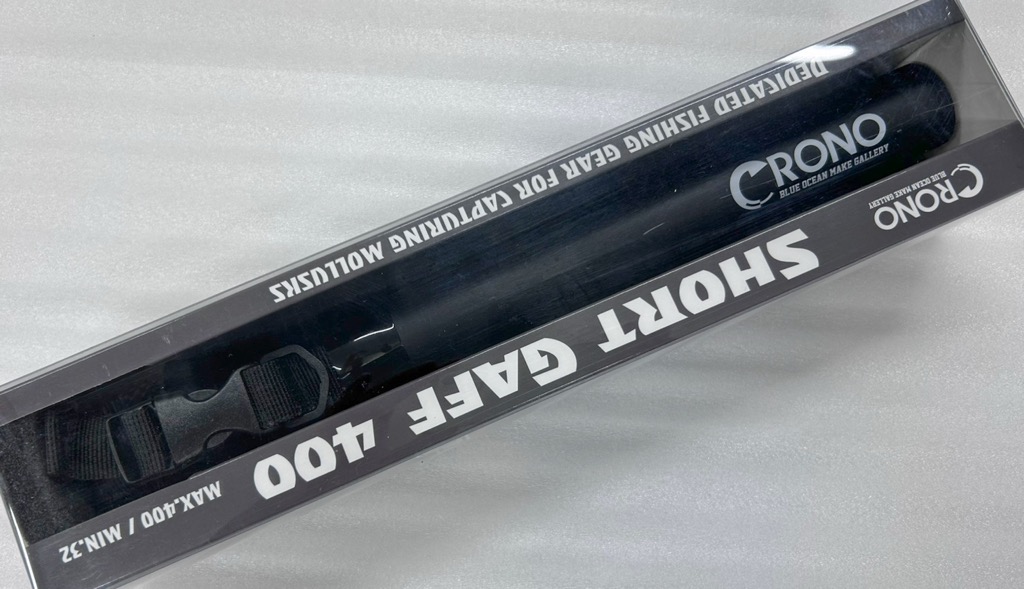 DEDICATED FISHING GEAR FOR CAPTURING MOLLUSKS
CRONO
BLUE OCEAN MAKE GALLERY
CRONO
BLUE OCEAN MAKE GALLERY
SHORT GAFF 400
MAX.400 / MIN.32